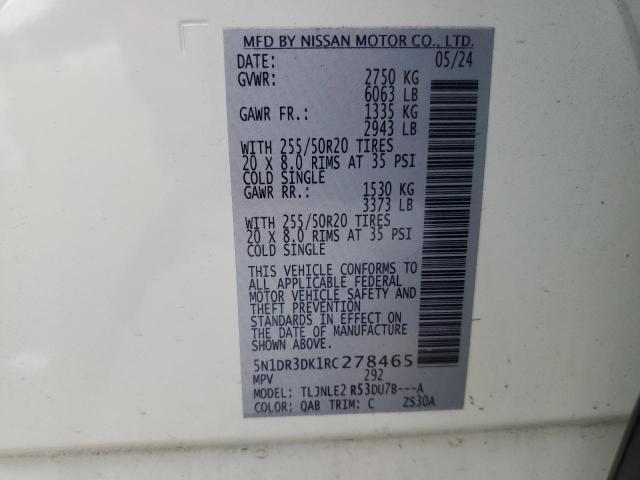 MFD BY NISSAN MOTOR CO., LTD.
DATE: 05/24
GVWR: 2750 KG
6063 LB
GAWR FR.: 1335 KG
2943 LB
WITH 255/50R20 TIRES
20 X 8.0 RIMS AT 35 PSI
COLD SINGLE
GAWR RR.: 1530 KG
3373 LB
WITH 255/50R20 TIRES
20 X 8.0 RIMS AT 35 PSI
COLD SINGLE
THIS VEHICLE CONFORMS TO
ALL APPLICABLE FEDERAL
MOTOR VEHICLE SAFETY AND
THEFT PREVENTION
STANDARDS IN EFFECT ON
THE DATE OF MANUFACTURE
SHOWN ABOVE.
5N1DR3DK1RC278465
MPV 292
MODEL: TLJNLE2 R53DU7B---A
COLOR: QAB TRIM: C ZS30A